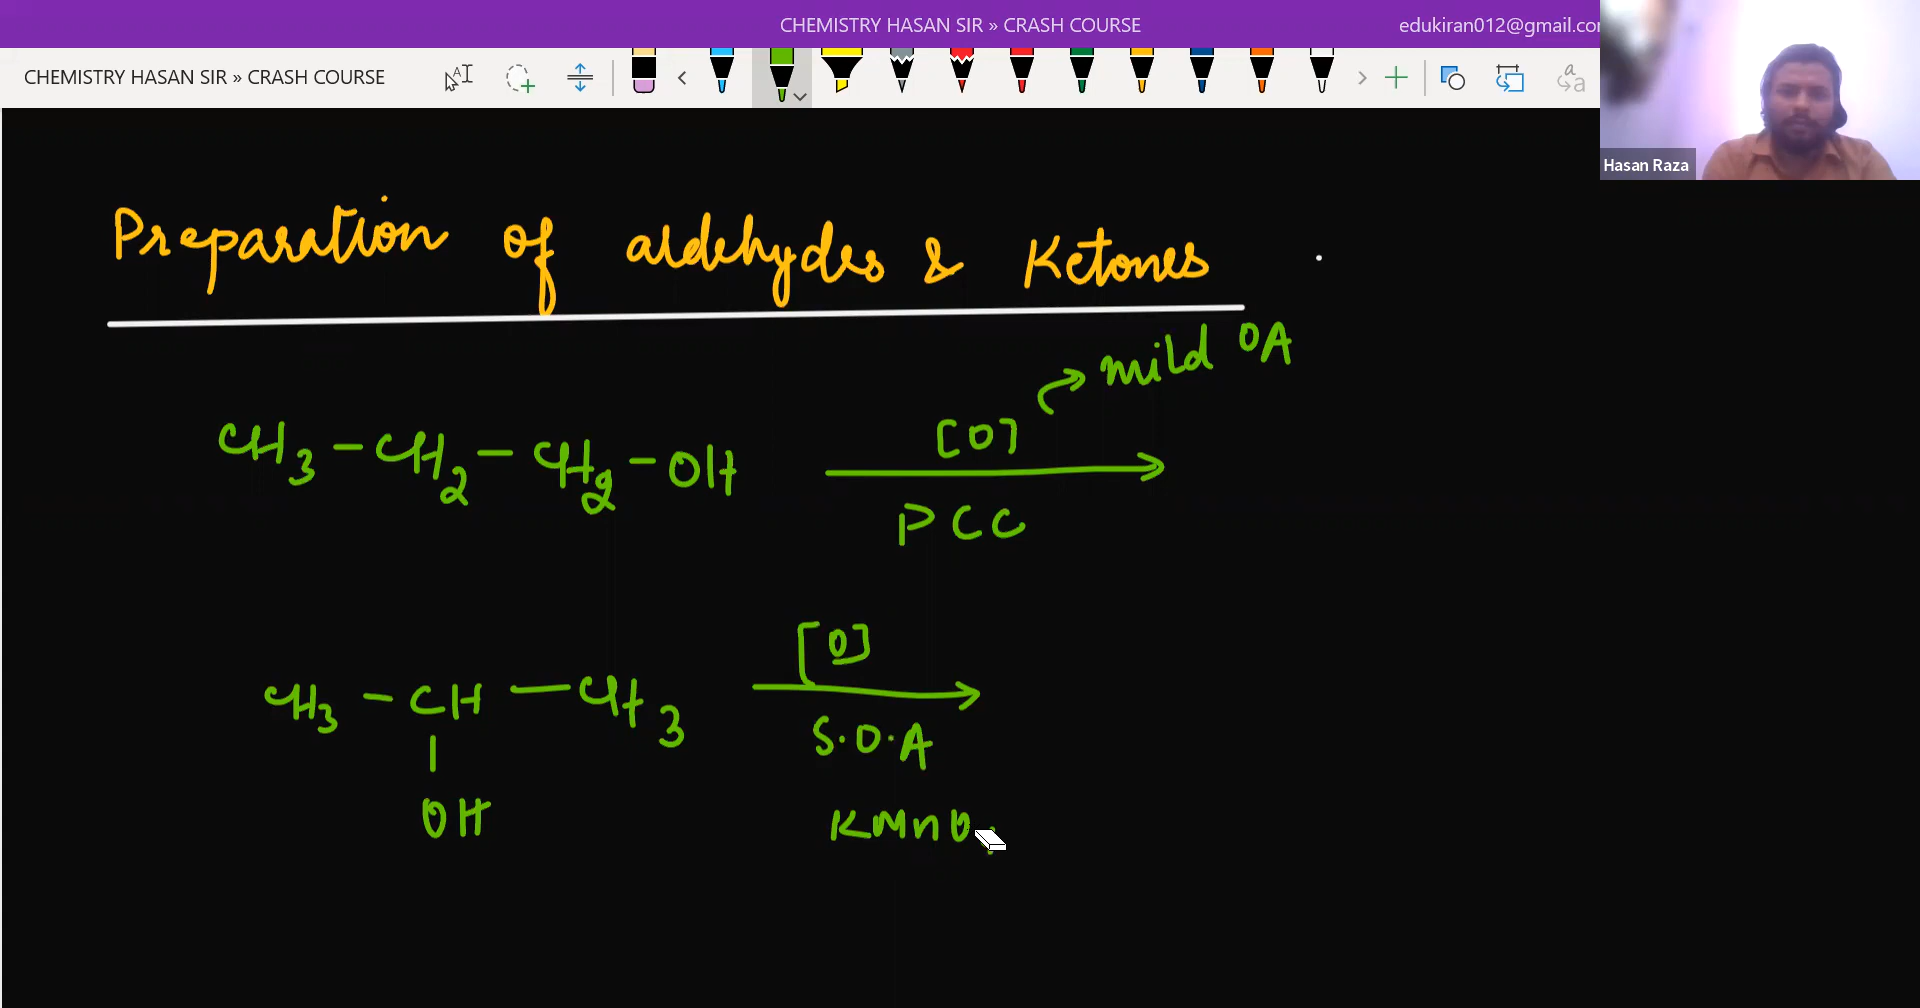 CHEMISTRY HASAN SIR » CRASH COURSE
edukiran012@gmail.co
CHEMISTRY HASAN SIR » CRASH COURSE
Hasan Raza
Preparation of aldehydes & Ketones
mild OA
CH3-CH2-CH2-OH [O]
PCC
CH3-CH-CH3 [O]
S.O.A
OH KMnO